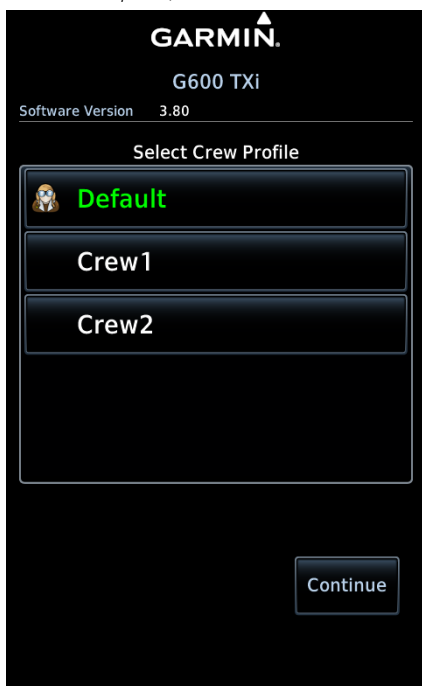 GARMIN.
G600 TXi
Software Version 3.80
Select Crew Profile
Default
Crew1
Crew2
Continue